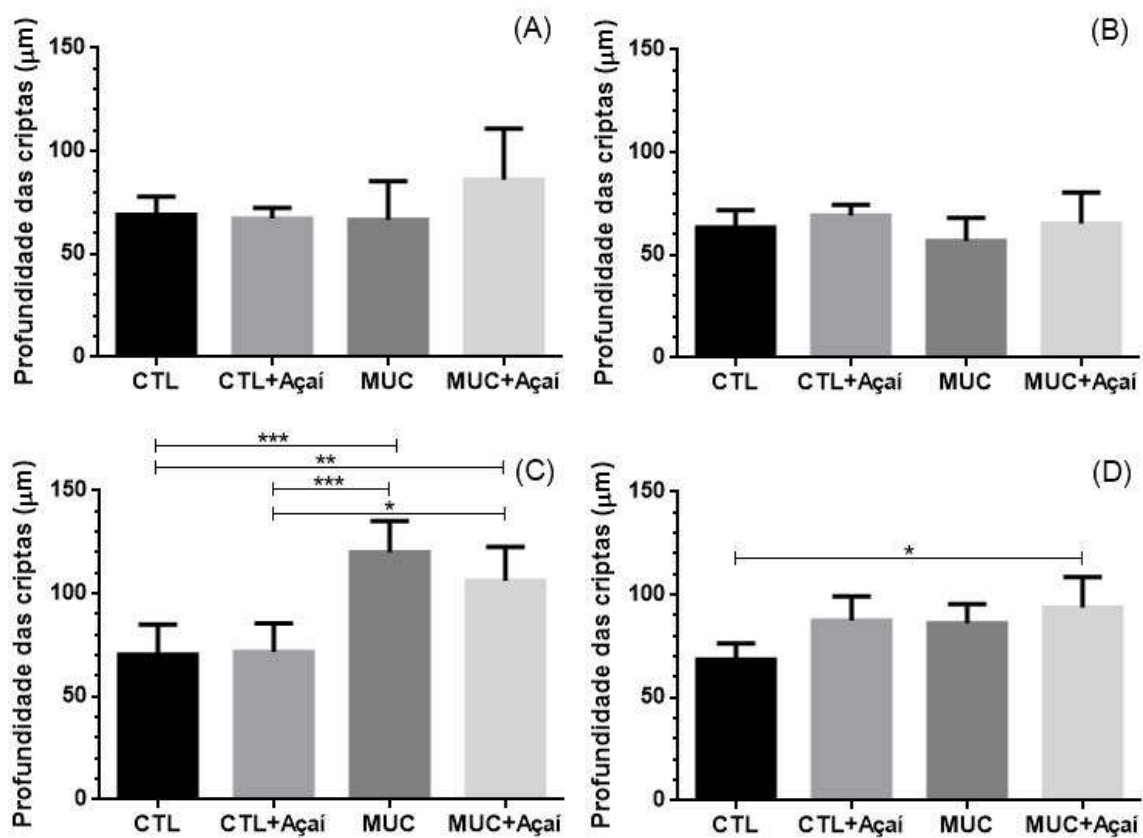 (A)
Profundidade das criptas (µm)
150
100
50
0
CTL CTL+Açaí MUC MUC+Açaí
(B)
Profundidade das criptas (µm)
150
100
50
0
CTL CTL+Açaí MUC MUC+Açaí
(C)
***
**
***
*
Profundidade das criptas (µm)
150
100
50
0
CTL CTL+Açaí MUC MUC+Açaí
(D)
*
Profundidade das criptas (µm)
150
100
50
0
CTL CTL+Açaí MUC MUC+Açaí